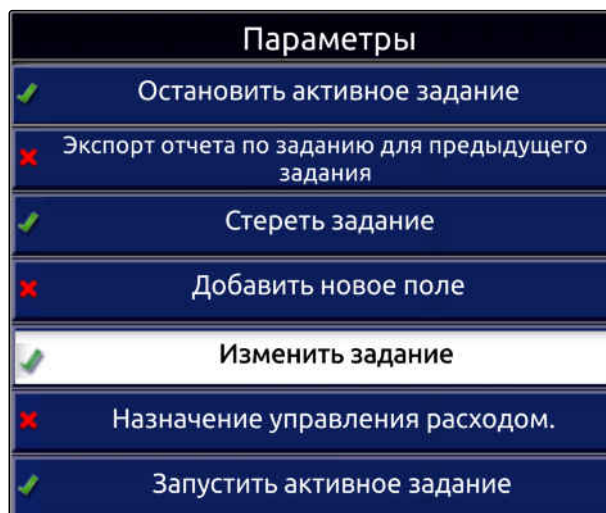 Параметры
Остановить активное задание
Экспорт отчета по заданию для предыдущего
задания
Стереть задание
Добавить новое поле
Изменить задание
Назначение управления расходом.
Запустить активное задание